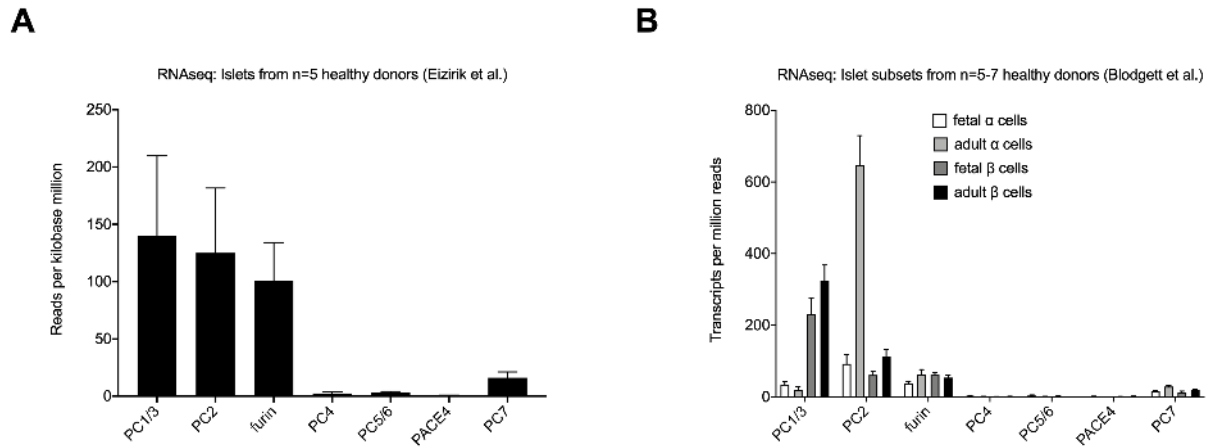 A
RNAseq: Islets from n=5 healthy donors (Eizirik et al.)
Reads per kilobase million
250
200
150
100
50
0
PC1/3
PC2
furin
PC4
PC5/6
PACE4
PC7
B
RNAseq: Islet subsets from n=5-7 healthy donors (Blodgett et al.)
fetal α cells
adult α cells
fetal β cells
adult β cells
Transcripts per million reads
800
600
400
200
0
PC1/3
PC2
furin
PC4
PC5/6
PACE4
PC7